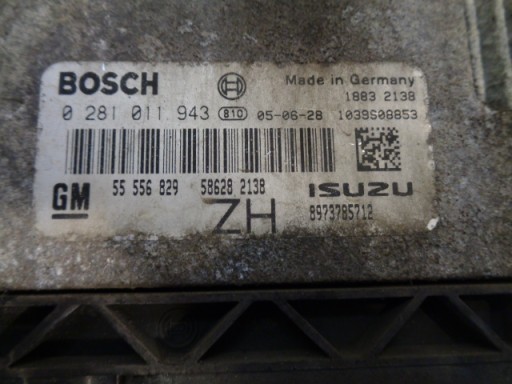 BOSCH Made in Germany
1883 2138
0 281 011 943 810 05-06-28 1039S08853
GM 55 556 829 58628 2138 ISUZU
ZH 8973785712